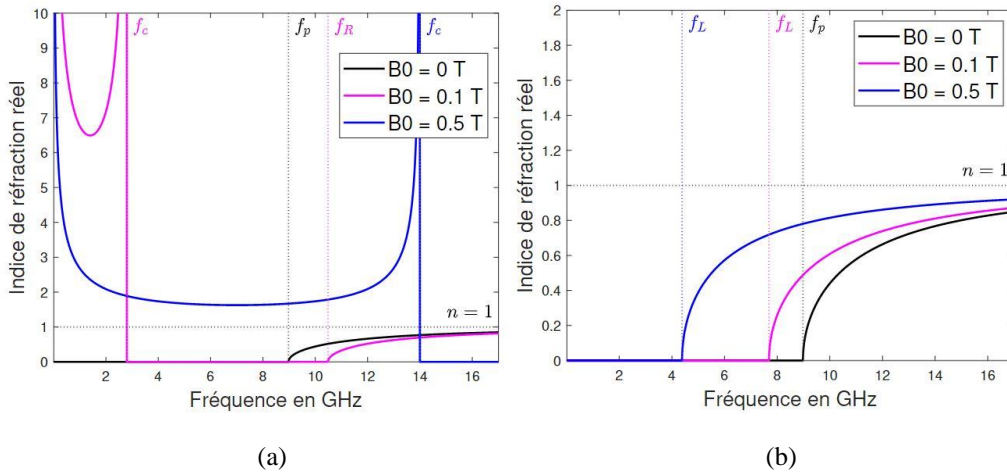 f_c
f_p
f_R
f_c
B0 = 0 T
B0 = 0.1 T
B0 = 0.5 T
n = 1
10
9
8
7
6
5
4
3
2
1
0
2
4
6
8
10
12
14
16
Indice de réfraction réel
Fréquence en GHz
(a)
f_L
f_L
f_p
B0 = 0 T
B0 = 0.1 T
B0 = 0.5 T
n = 1
2
1.8
1.6
1.4
1.2
1
0.8
0.6
0.4
0.2
0
2
4
6
8
10
12
14
16
Indice de réfraction réel
Fréquence en GHz
(b)